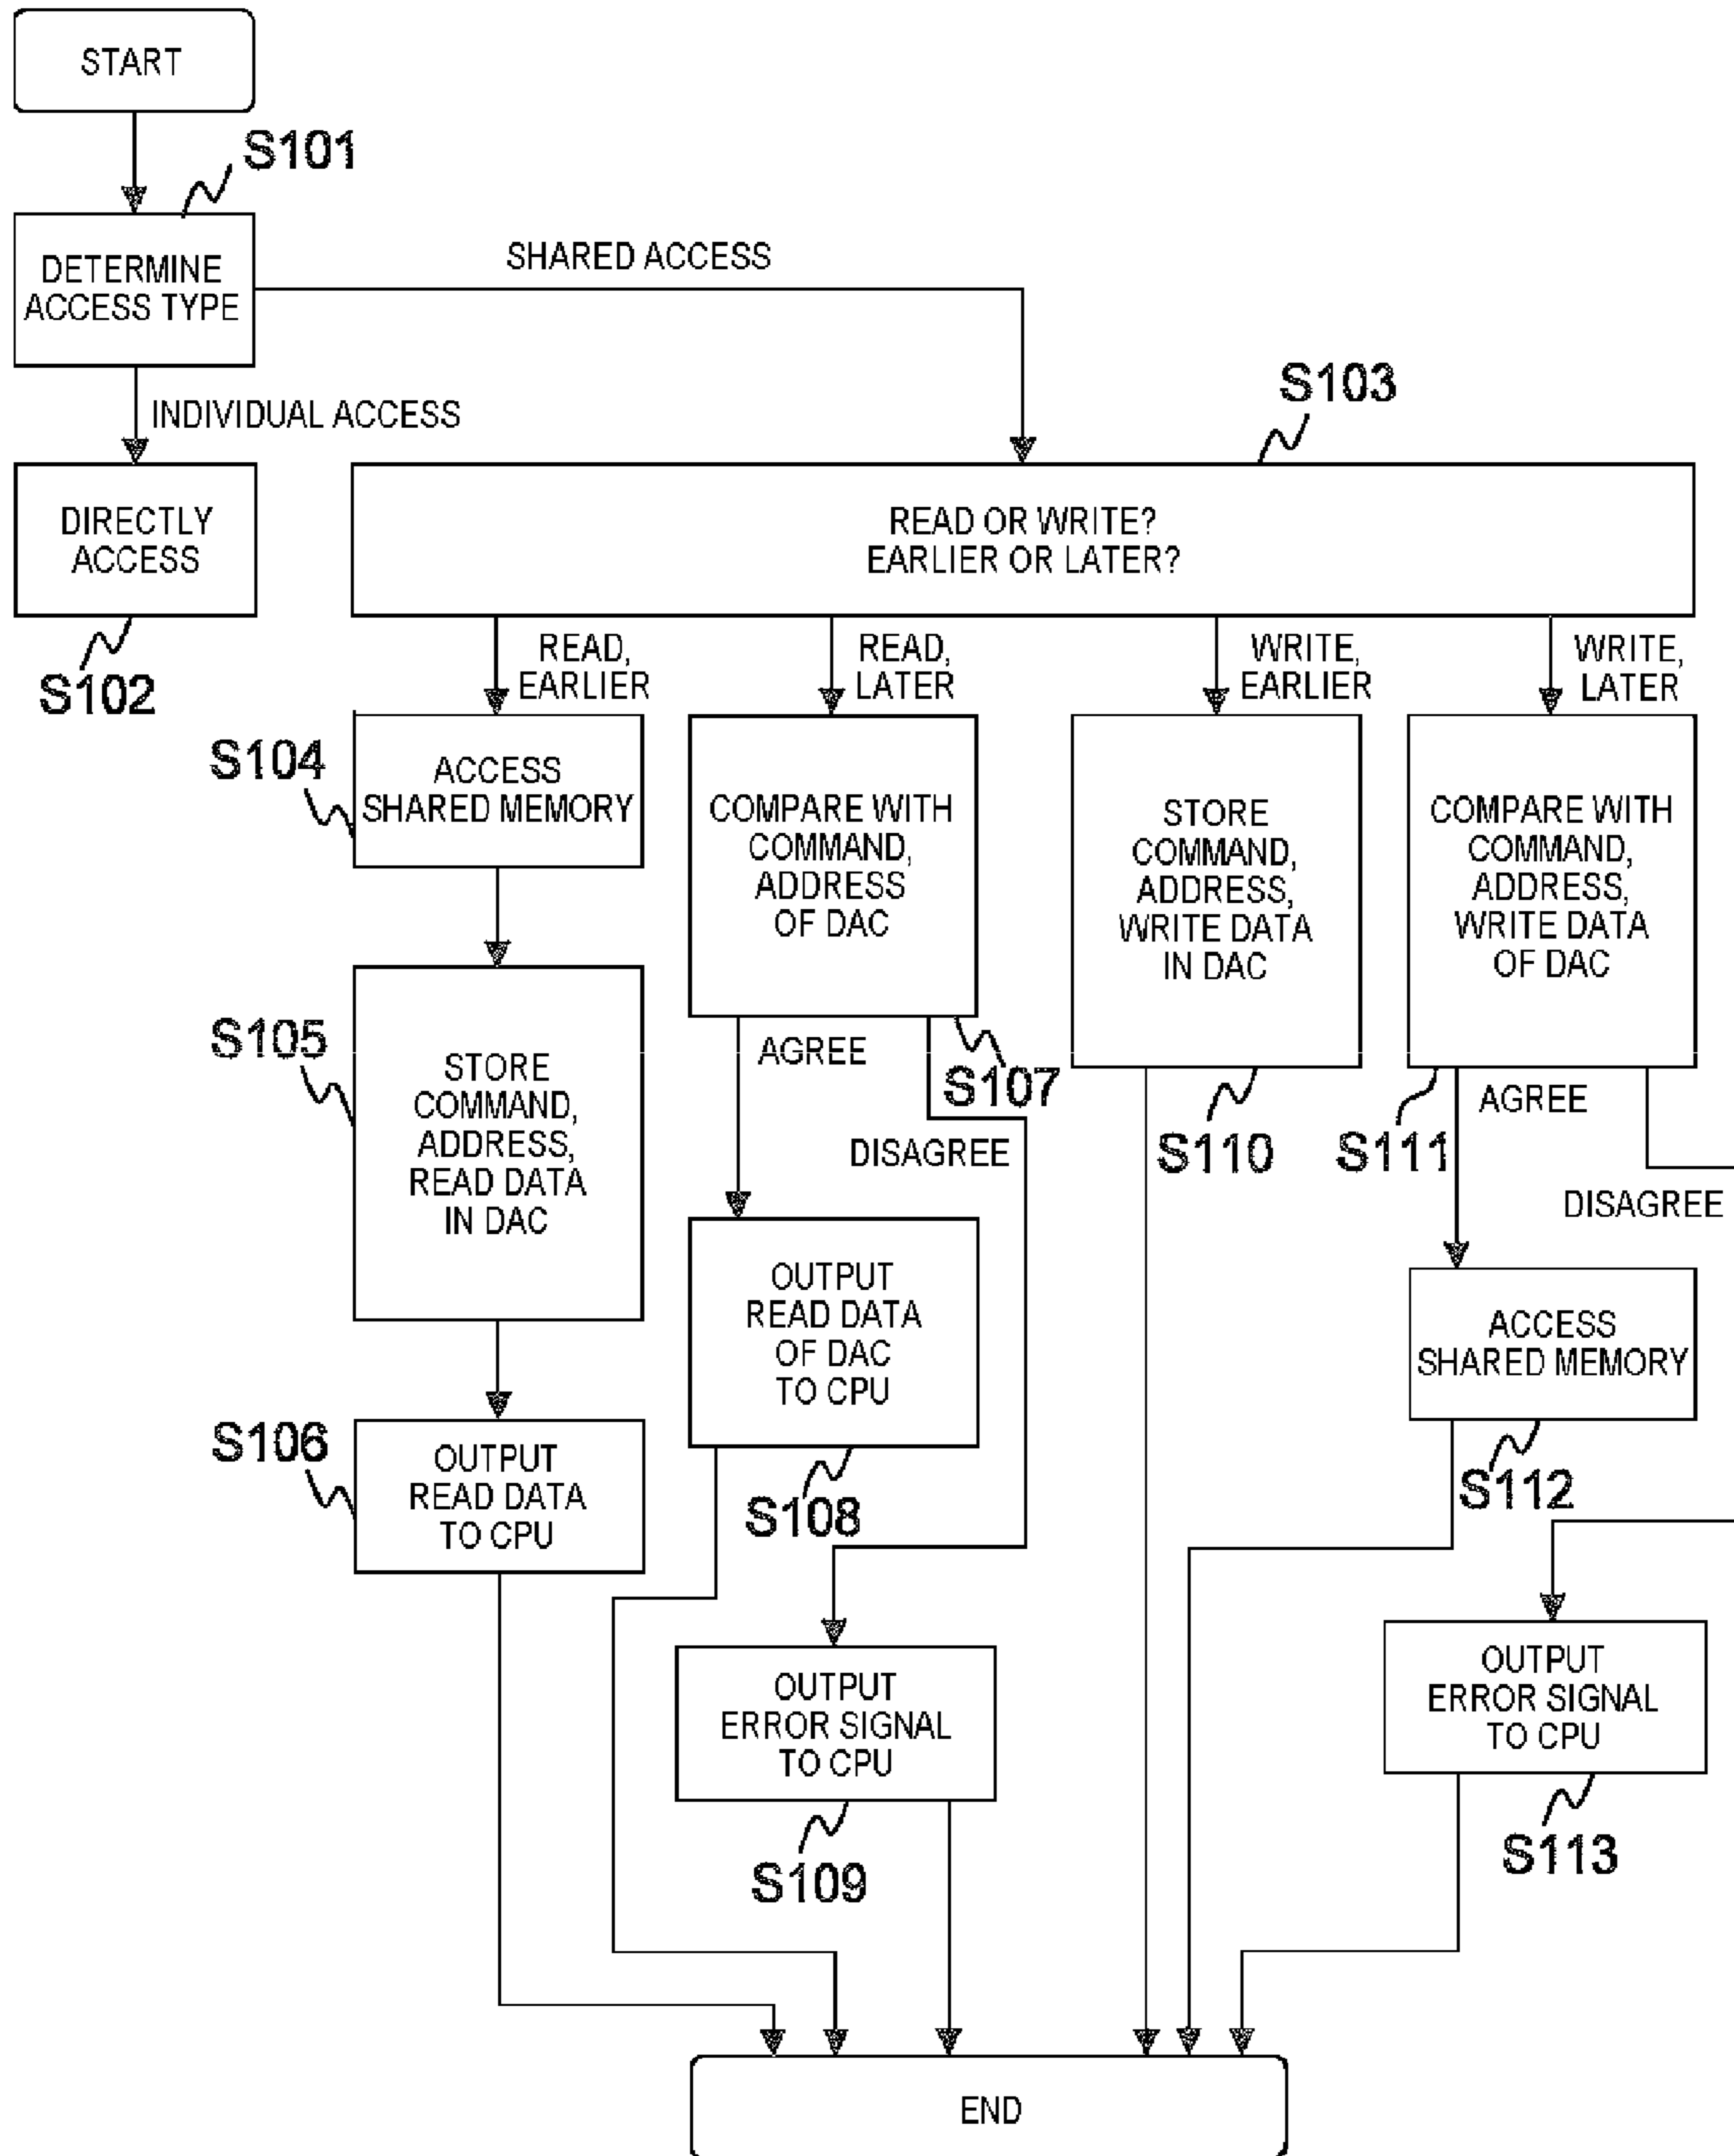 START
S101
DETERMINE
ACCESS TYPE
SHARED ACCESS
INDIVIDUAL ACCESS
S103
DIRECTLY
ACCESS
S102
READ OR WRITE?
EARLIER OR LATER?
READ,
EARLIER
READ,
LATER
WRITE,
EARLIER
WRITE,
LATER
S104
ACCESS
SHARED MEMORY
COMPARE WITH
COMMAND,
ADDRESS
OF DAC
STORE
COMMAND,
ADDRESS,
WRITE DATA
IN DAC
COMPARE WITH
COMMAND,
ADDRESS,
WRITE DATA
OF DAC
S105
STORE
COMMAND,
ADDRESS,
READ DATA
IN DAC
AGREE
S107
DISAGREE
S110
S111
AGREE
DISAGREE
OUTPUT
READ DATA
OF DAC
TO CPU
S108
ACCESS
SHARED MEMORY
S112
S106
OUTPUT
READ DATA
TO CPU
OUTPUT
ERROR SIGNAL
TO CPU
S109
OUTPUT
ERROR SIGNAL
TO CPU
S113
END